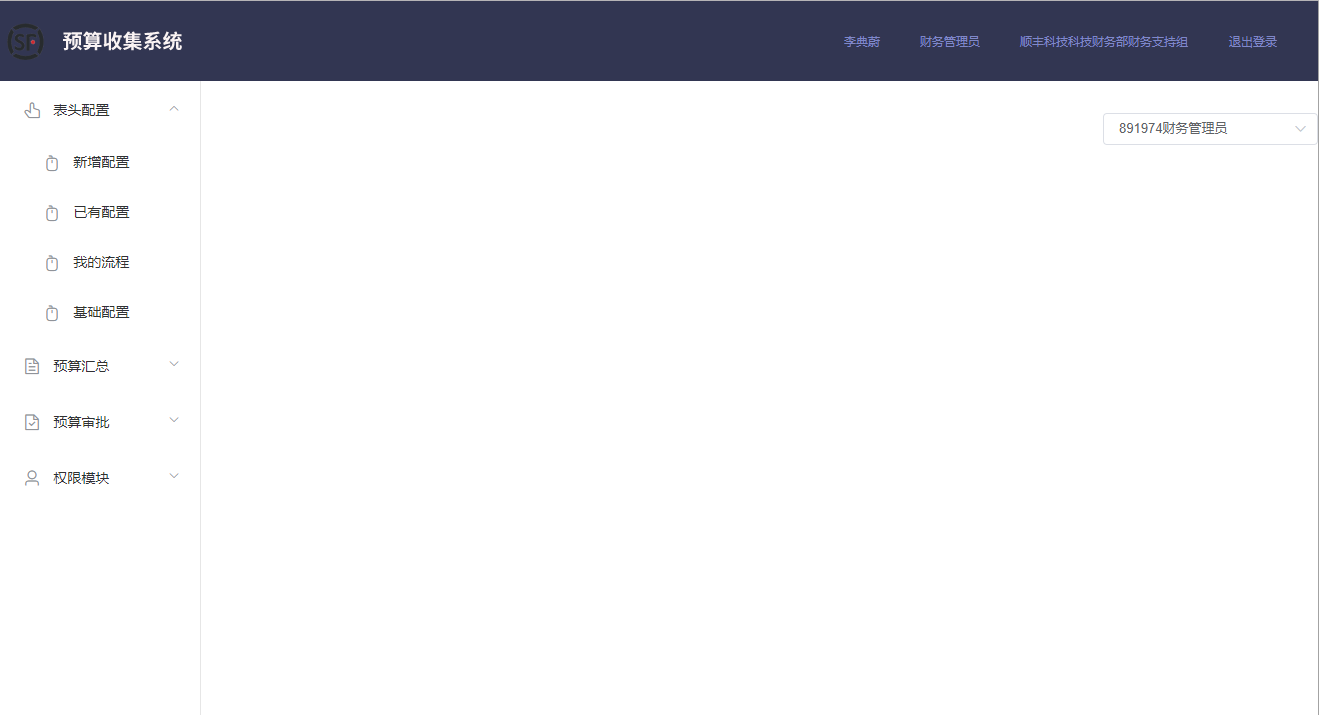 SF 预算收集系统 李典蔚 财务管理员 顺丰科技科技财务部财务支持组 退出登录
表头配置
891974财务管理员
新增配置
已有配置
我的流程
基础配置
预算汇总
预算审批
权限模块